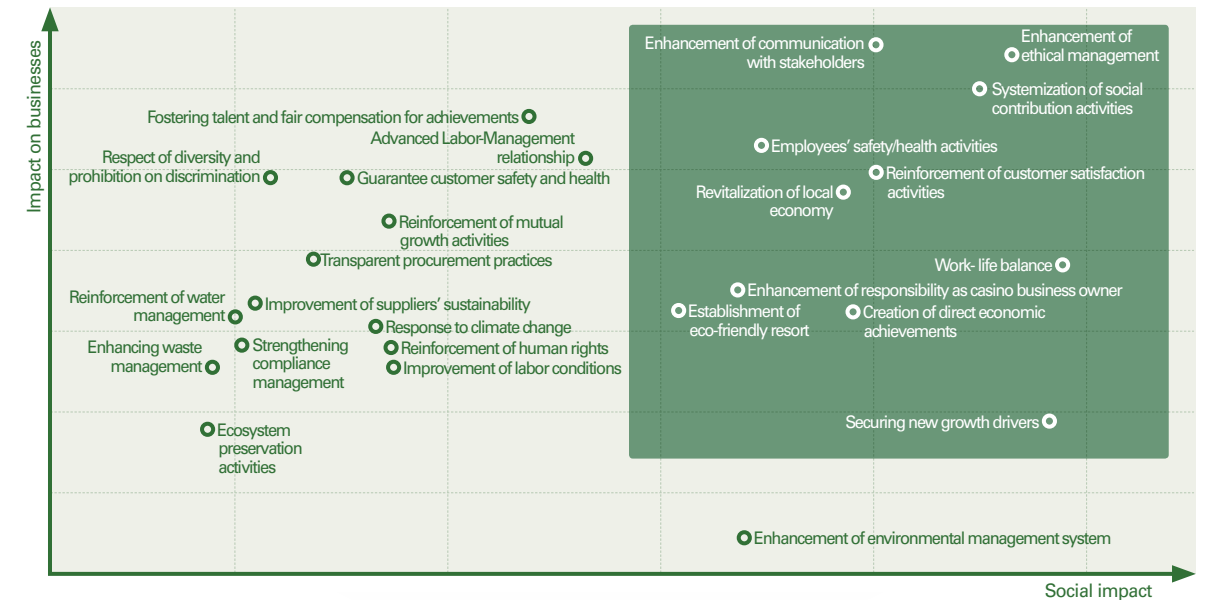 Impact on businesses
Enhancement of communication
with stakeholders
Enhancement of
ethical management
Systemization of social
contribution activities
Fostering talent and fair compensation for achievements
Advanced Labor-Management
relationship
Employees' safety/health activities
Respect of diversity and
prohibition on discrimination
Guarantee customer safety and health
Reinforcement of customer satisfaction
activities
Revitalization of local
economy
Reinforcement of mutual
growth activities
Transparent procurement practices
Work- life balance
Enhancement of responsibility as casino business owner
Reinforcement of water
management
Improvement of suppliers' sustainability
Establishment of
eco-friendly resort
Creation of direct economic
achievements
Response to climate change
Enhancing waste
management
Strengthening
compliance
management
Reinforcement of human rights
Improvement of labor conditions
Securing new growth drivers
Ecosystem
preservation
activities
Enhancement of environmental management system
Social impact